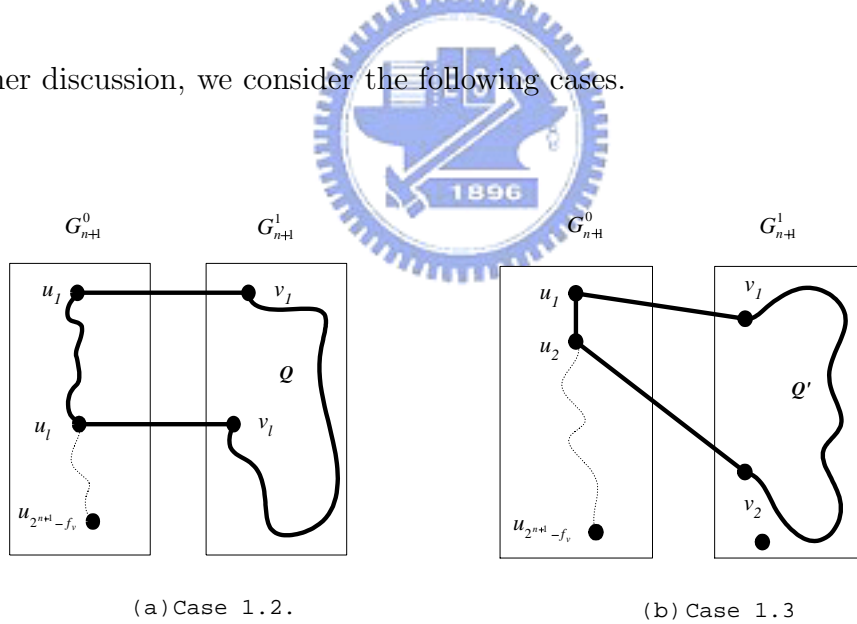 her discussion, we consider the following cases.
1896
G^0_{n+1} G^1_{n+1} G^0_{n+1} G^1_{n+1}
u_1 v_1 u_1 v_1
u_2
Q Q'
u_l v_l
v_2
u_{2^{n+1}-f_v} u_{2^{n+1}-f_v}
(a)Case 1.2. (b)Case 1.3